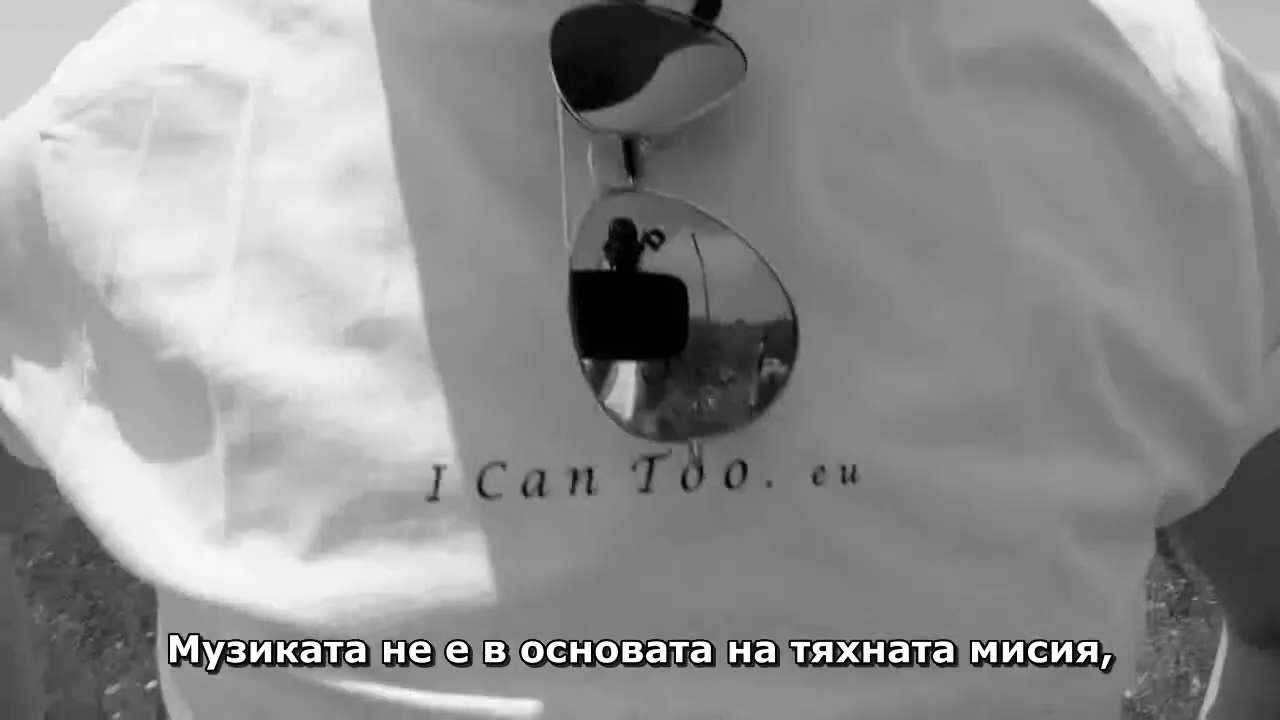 I Can Too. eu
Музиката не е в основата на тяхната мисия,